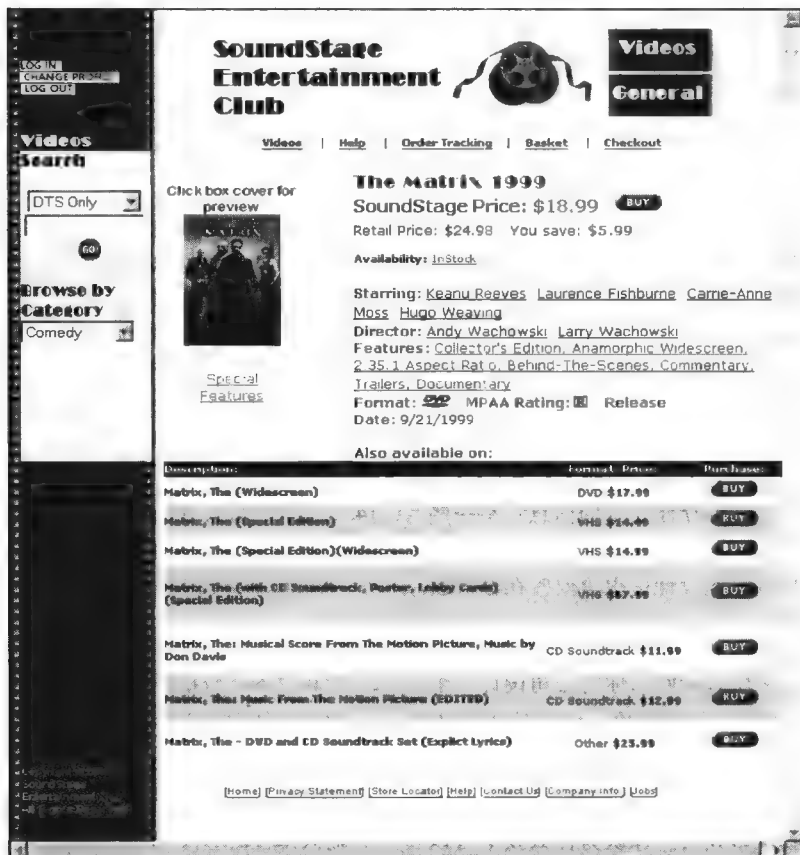 SoundStage
Entertainment
Club
Videos
General
LOG IN
CHANGE
LOG OUT
Videos
Search
DTS Only
GO!
Browse by
Category
Comedy
Videos | Help | Order Tracking | Basket | Checkout
Click box cover for
preview
MATRIX
Special
Features
The Matrix 1999
SoundStage Price: $18.99 BUY
Retail Price: $24.98 You save: $5.99
Availability: InStock
Starring: Keanu Reeves Laurence Fishburne Carrie-Anne
Moss Hugo Weaving
Director: Andy Wachowski Larry Wachowski
Features: Collector's Edition, Anamorphic Widescreen,
2.35:1 Aspect Ratio, Behind-The-Scenes, Commentary,
Trailers, Documentary
Format: DVD MPAA Rating: R Release
Date: 9/21/1999
Also available on:
Description: Format Price: Purchase:
Matrix, The (Widescreen) DVD $17.99 BUY
Matrix, The (Special Edition) VHS BUY
Matrix, The (Special Edition)(Widescreen) VHS $14.99 BUY
Matrix, The (with CD Soundtrack, Poster, Lobby Cards)
(Special Edition) VHS BUY
Matrix, The: Musical Score From The Motion Picture, Music by
Don Davis CD Soundtrack $11.99 BUY
Matrix, The: Music From The Motion Picture (EDITED) CD Soundtrack $12.99 BUY
Matrix, The - DVD and CD Soundtrack Set (Explict Lyrics) Other $23.99 BUY
[Home] [Privacy Statement] [Store Locator] [Help] [Contact Us] [Company Info.] [Jobs]